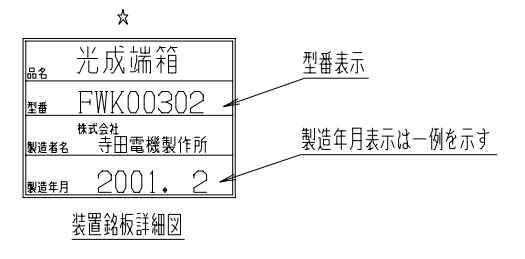 ☆
品名 光成端箱
型番 FWK00302
型番表示
製造者名 株式会社
寺田電機製作所
製造年月表示は一例を示す
製造年月 2001. 2
装置銘板詳細図